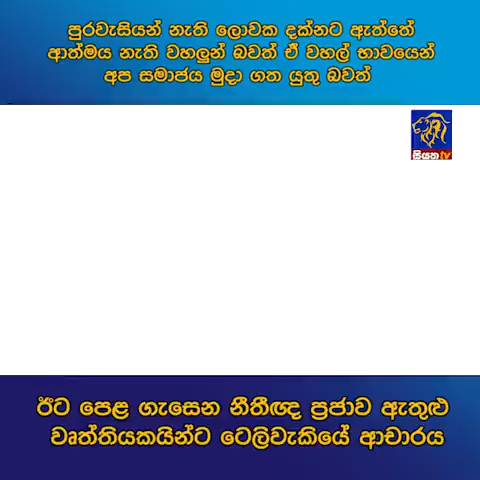 පුරවැසියන් නැති ලොවක දක්නට ඇත්තේ
ආත්මය නැති වහලුන් බවත් ඒ වහල් භාවයෙන්
අප සමාජය මුදා ගත යුතු බවත්
සියත tv
ඊට පෙළ ගැසෙන නීතීඥ ප්‍රජාව ඇතුළු
වෘත්තියකයින්ට ටෙලිවැකියේ ආචාරය